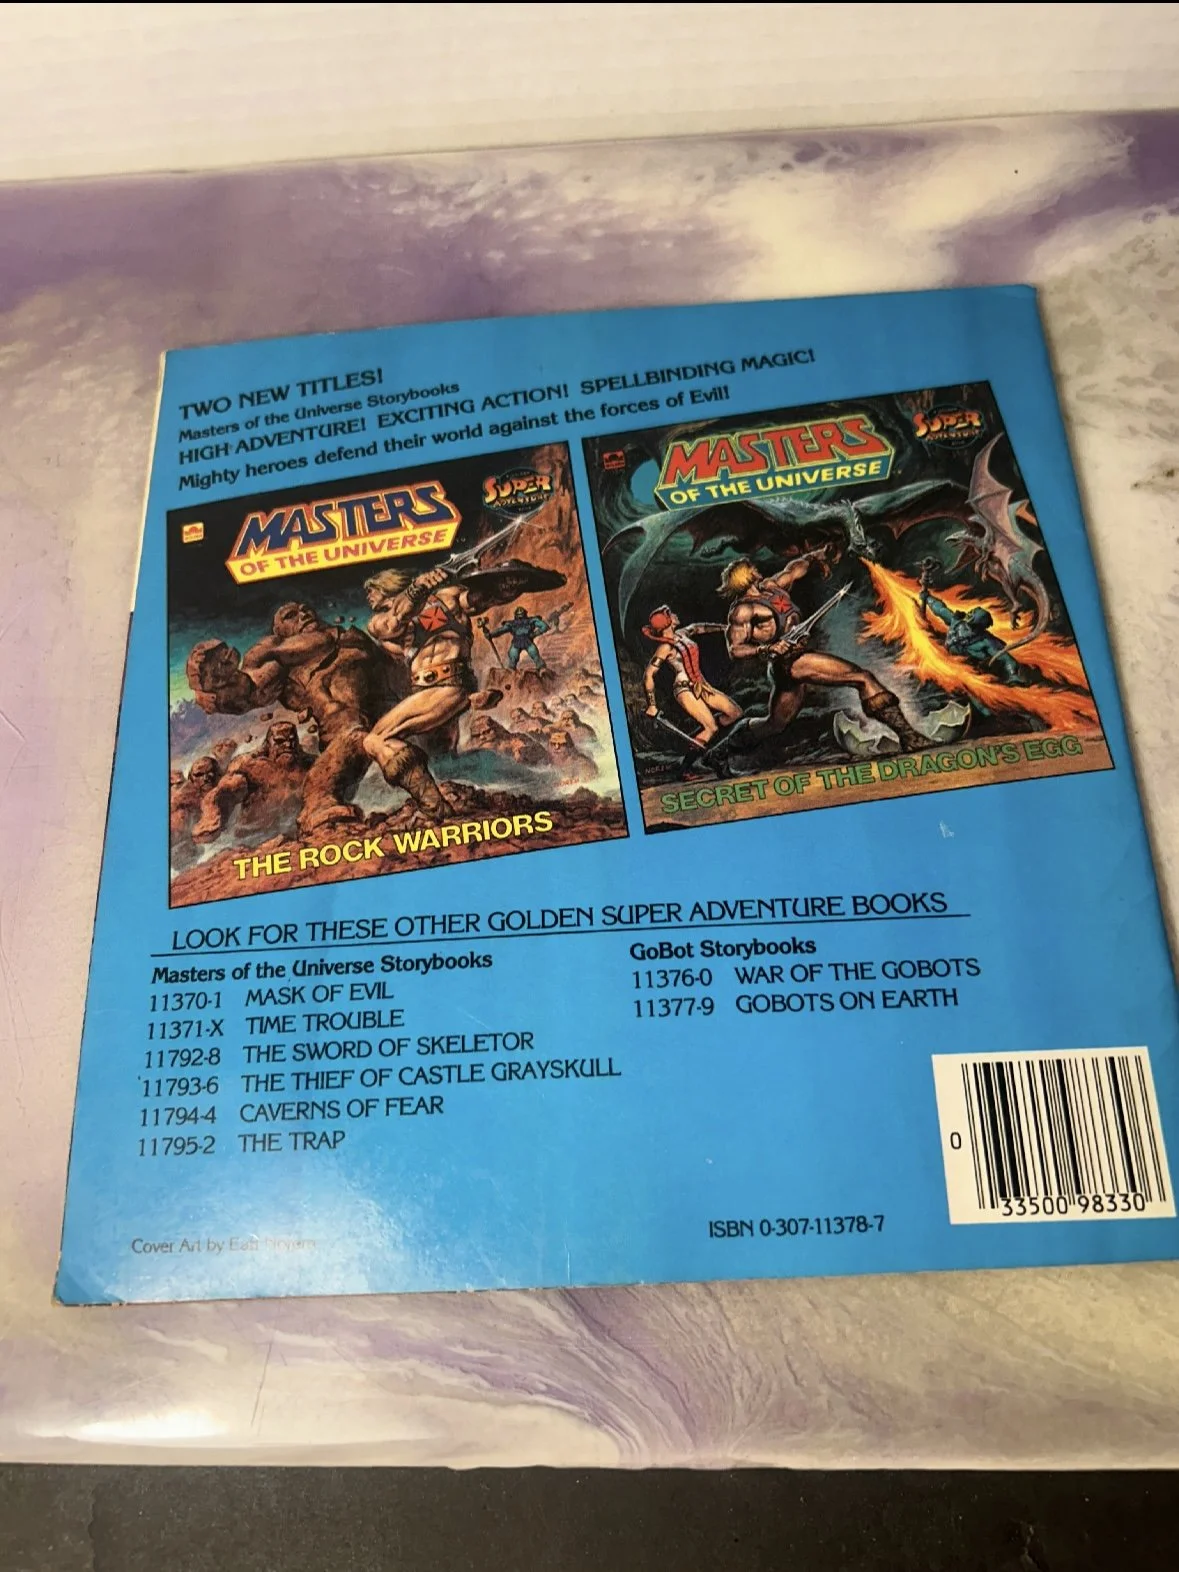 TWO NEW TITLES!
Masters of the Universe Storybooks
HIGH ADVENTURE! EXCITING ACTION! SPELLBINDING MAGIC!
Mighty heroes defend their world against the forces of Evil!
MASTERS
OF THE UNIVERSE
SUPER
ADVENTURE
THE ROCK WARRIORS
MASTERS
OF THE UNIVERSE
SUPER
ADVENTURE
SECRET OF THE DRAGON'S EGG
LOOK FOR THESE OTHER GOLDEN SUPER ADVENTURE BOOKS
Masters of the Universe Storybooks
11370-1 MASK OF EVIL
11371-X TIME TROUBLE
11792-8 THE SWORD OF SKELETOR
11793-6 THE THIEF OF CASTLE GRAYSKULL
11794-4 CAVERNS OF FEAR
11795-2 THE TRAP
GoBot Storybooks
11376-0 WAR OF THE GOBOTS
11377-9 GOBOTS ON EARTH
0 33500 98330
ISBN 0-307-11378-7
Cover Art by Earl